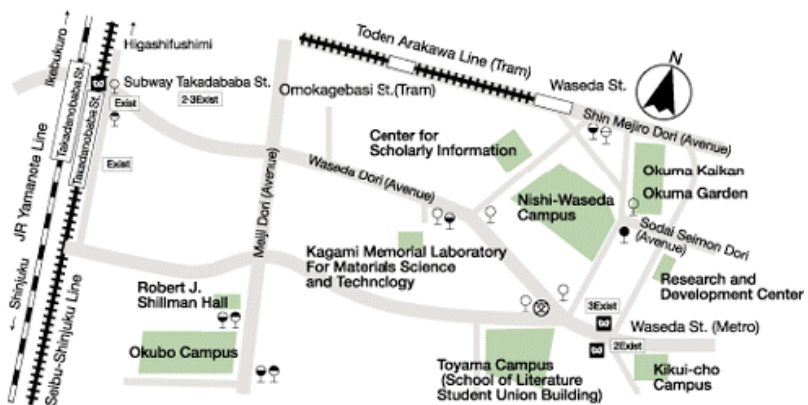 Ikebukuro
Higashifushimi
Takadanobaba St.
Takadanobaba St.
Exist
Subway Takadababa St.
2-3Exist
Exist
JR Yamanote Line
Shinjuku
Seibu-Shinjuku Line
Meiji Dori (Avenue)
Omokagebasi St.(Tram)
Toden Arakawa Line (Tram)
Waseda St.
N
Shin Mejiro Dori (Avenue)
Center for
Scholarly Information
Waseda Dori (Avenue)
Nishi-Waseda
Campus
Okuma Kaikan
Okuma Garden
Sodai Seimon Dori
(Avenue)
Kagami Memorial Laboratory
For Materials Science
and Technology
Research and
Development Center
Robert J.
Shillman Hall
Okubo Campus
3Exist
Waseda St. (Metro)
2Exist
Toyama Campus
(School of Literature
Student Union Building)
Kikui-cho
Campus